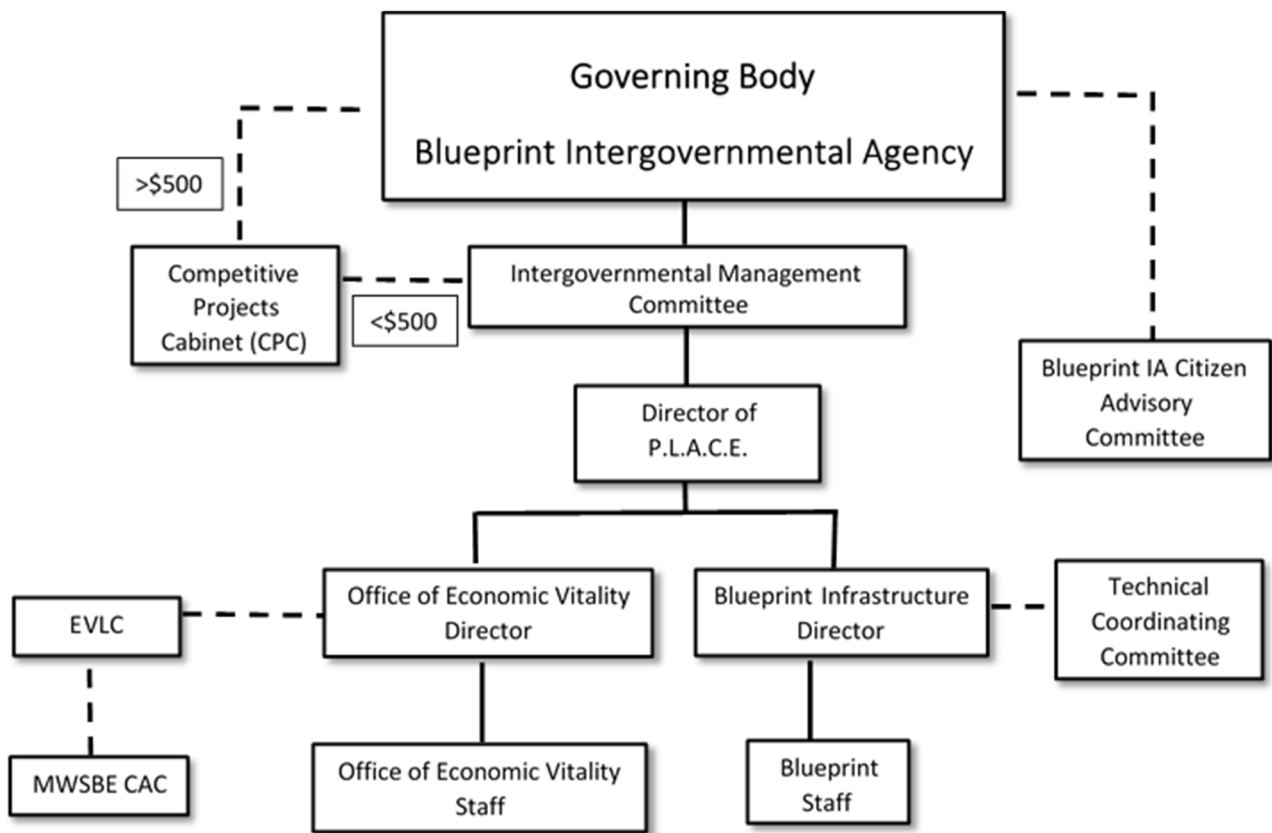 Governing Body
Blueprint Intergovernmental Agency
>$500
Competitive
Projects
Cabinet (CPC)
<$500
Intergovernmental Management
Committee
Blueprint IA Citizen
Advisory
Committee
Director of
P.L.A.C.E.
EVLC
Office of Economic Vitality
Director
Blueprint Infrastructure
Director
Technical
Coordinating
Committee
MWSBE CAC
Office of Economic Vitality
Staff
Blueprint
Staff